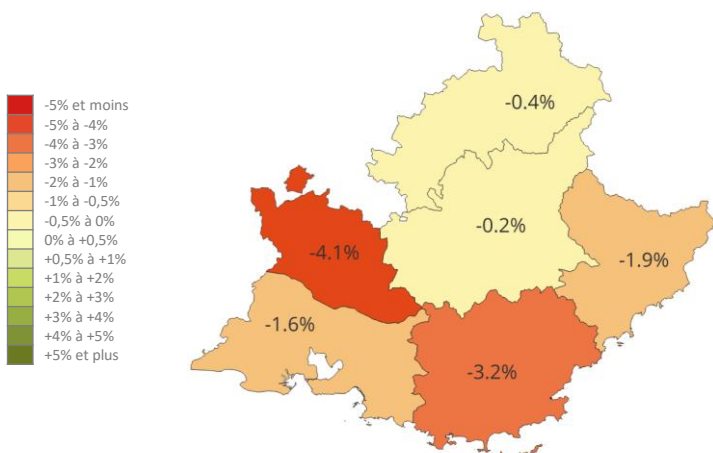 -5% et moins
-5% à -4%
-4% à -3%
-3% à -2%
-2% à -1%
-1% à -0,5%
-0,5% à 0%
0% à +0,5%
+0,5% à +1%
+1% à +2%
+2% à +3%
+3% à +4%
+4% à +5%
+5% et plus
-0.4%
-0.2%
-4.1%
-1.9%
-1.6%
-3.2%